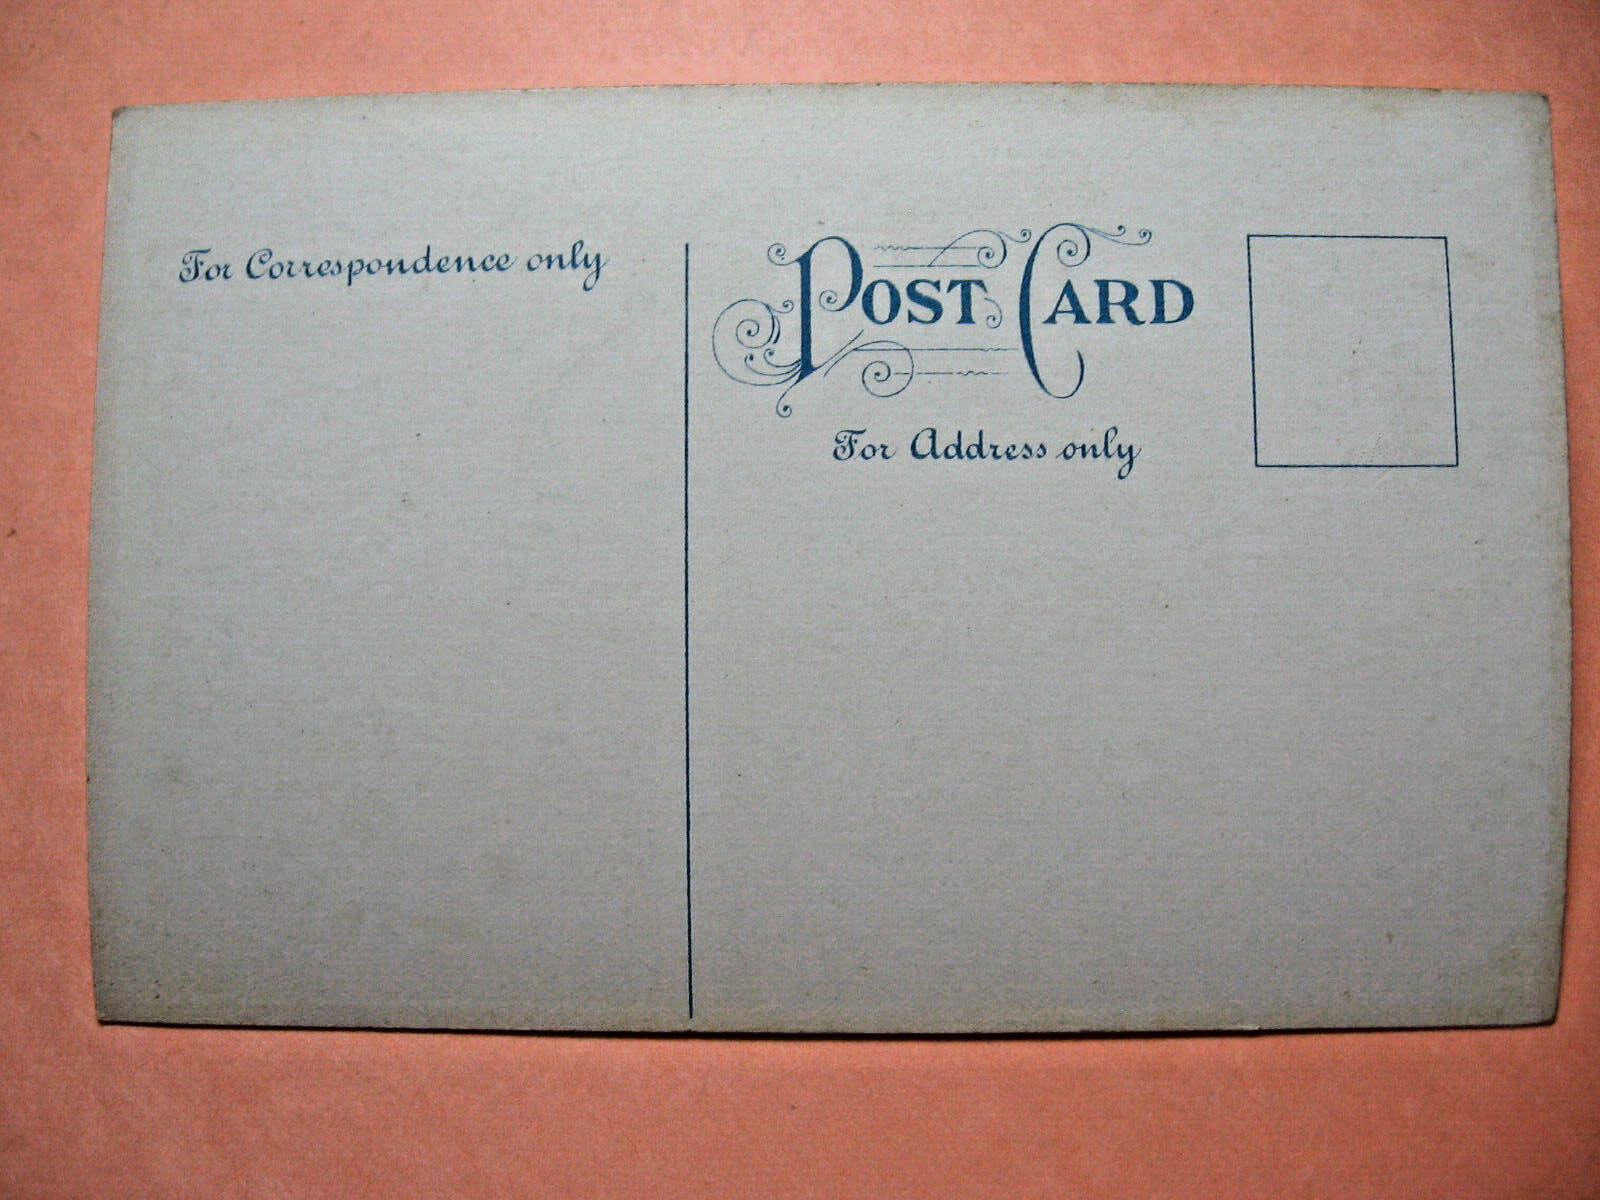 For Correspondence only
POST CARD
For Address only